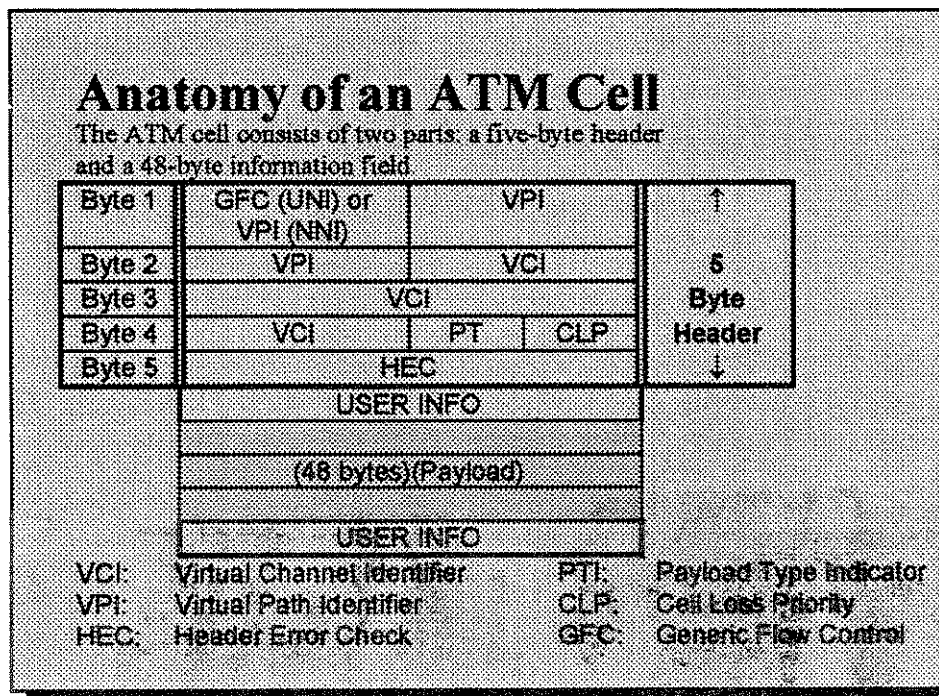 Anatomy of an ATM Cell
The ATM cell consists of two parts: a five-byte header
and a 48-byte information field
Byte 1 GFC (UNI) or VPI ↑
VPI (NNI)
Byte 2 VPI VCI 5
Byte 3 VCI Byte
Byte 4 VCI PT CLP Header
Byte 5 HEC ↓
USER INFO
(48 bytes)(Payload)
USER INFO
VCI: Virtual Channel Identifier PTI: Payload Type Indicator
VPI: Virtual Path Identifier CLP: Cell Loss Priority
HEC: Header Error Check GFC: Generic Flow Control